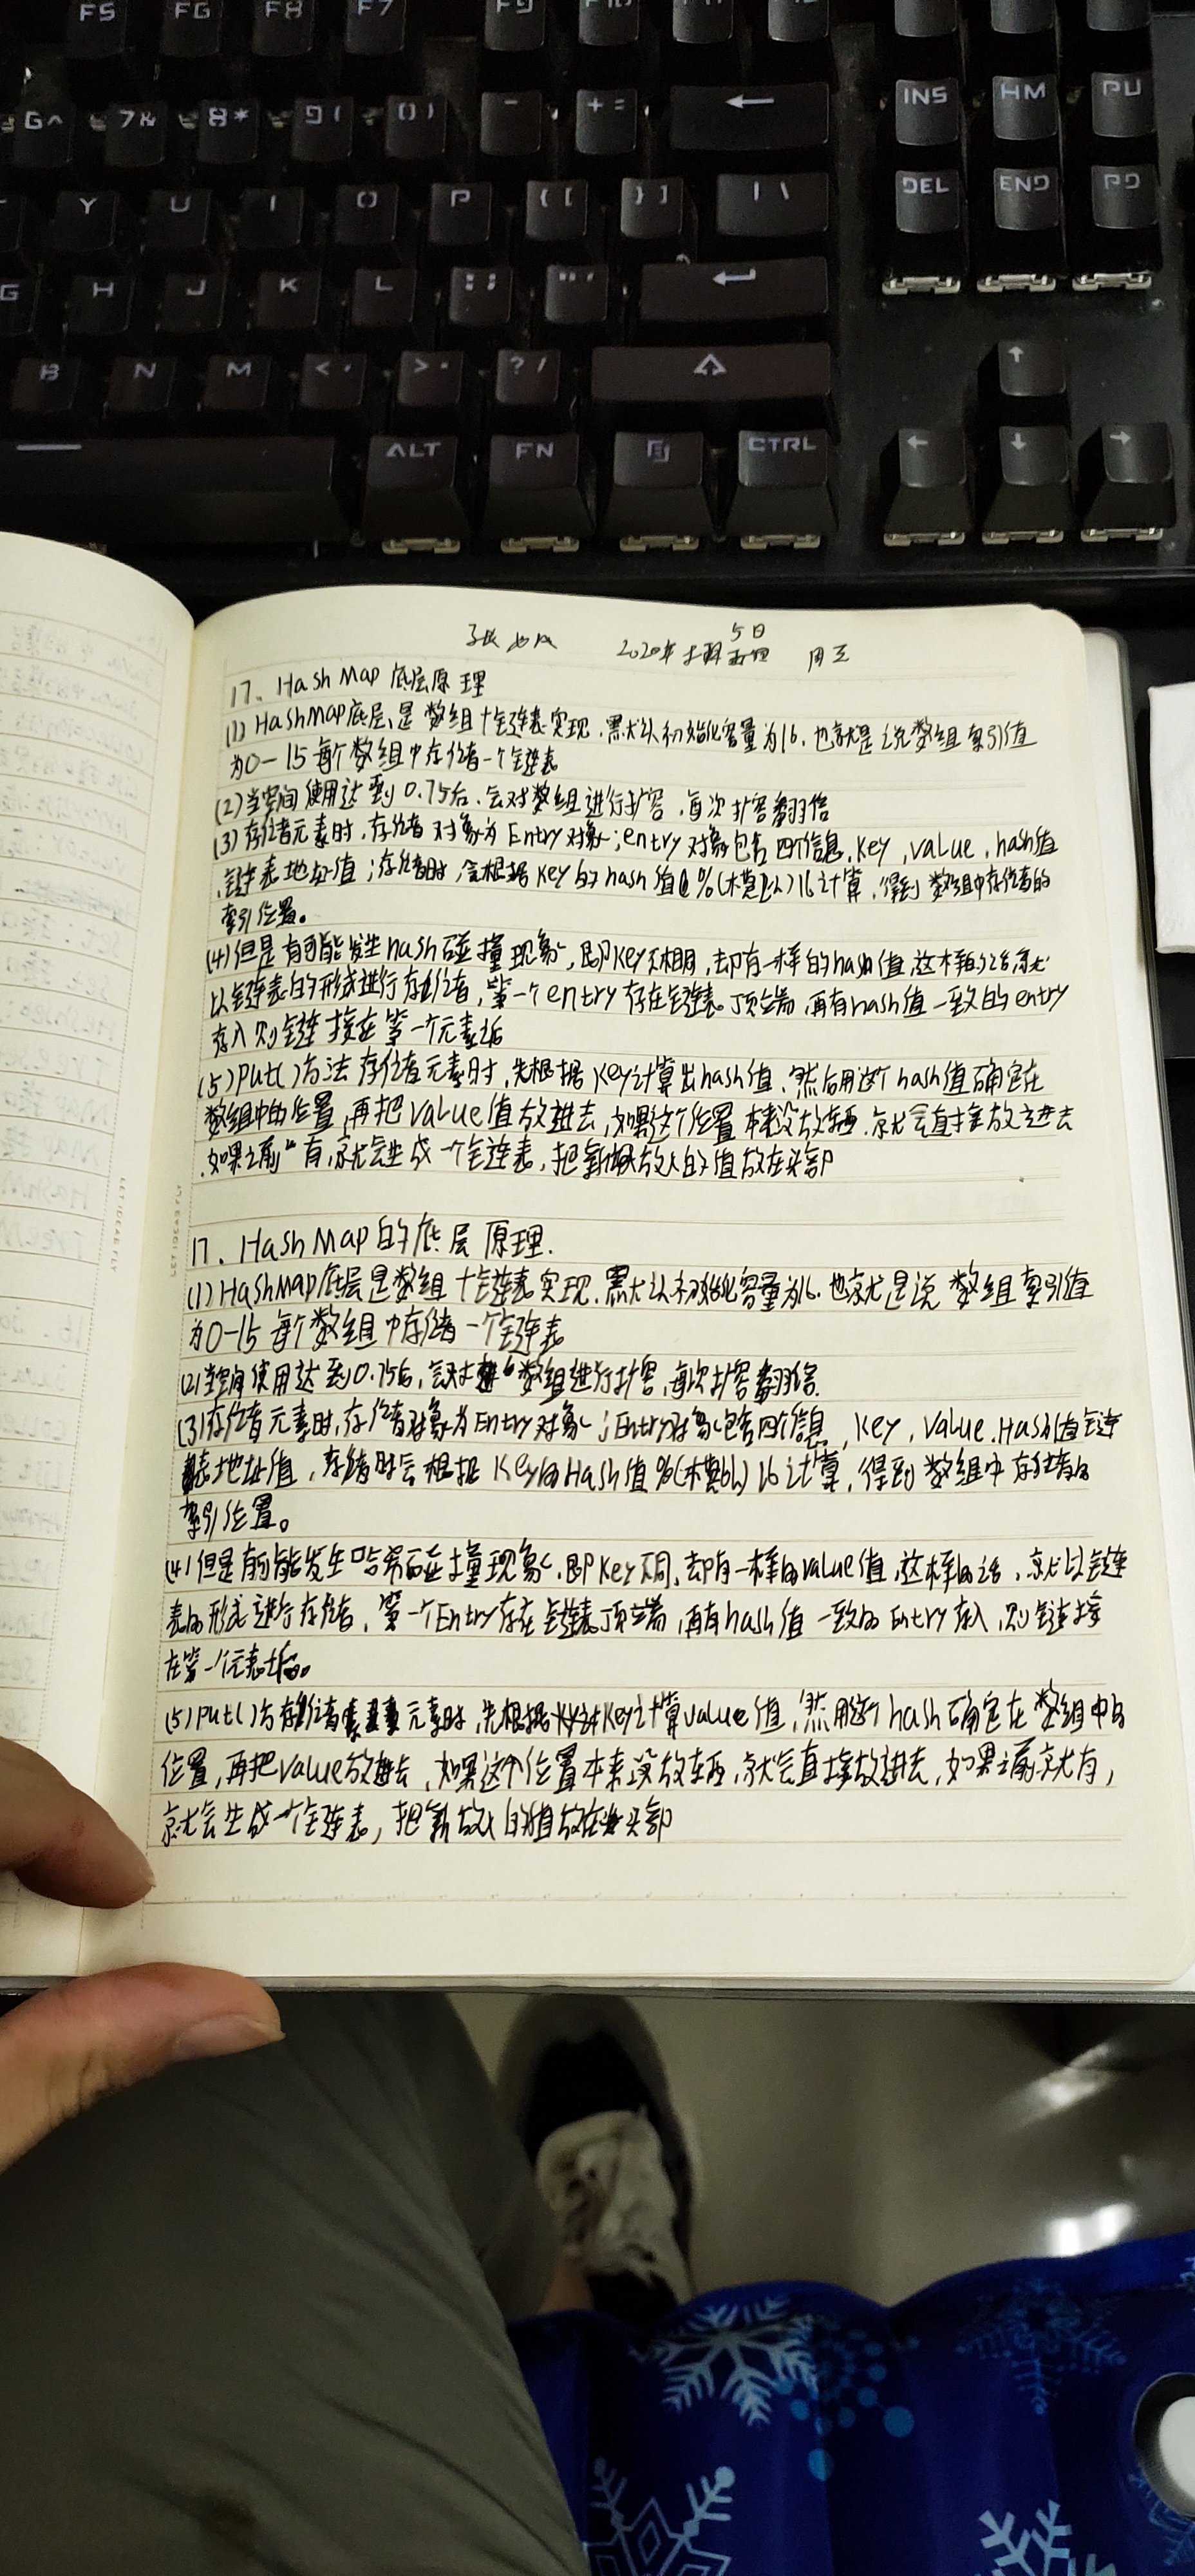 F5 F6 F8 F7 F9 F10
6^ 7& 8* 9( 0) - + = ← INS HM PU
Y U I O P { [ } ] | \ DEL END PD
G H J K L : ; " '
B N M < , > . ? / ↑
ALT FN CTRL ← ↓ →
5日
2020年 周三
17、HashMap底层原理
(1) HashMap底层是数组+链表实现,默认初始化容量为16,也就是说数组索引值
为0-15每个数组中存储着一个链表
(2)当空间使用达到0.75后,会对数组进行扩容,每次扩容翻倍
(3)存储元素时,存储对象为Entry对象;entry对象包含四个信息,key,value,hash值
,链表地址值;存储时,会根据key的hash值%(模以)16计算,得到数组中存储的
索引位置。
(4)但是有可能发生hash碰撞现象,即key不相同,却有一样的hash值,这样的话,就
以链表的形式进行存储,第一个entry存在链表顶端,再有hash值一致的entry
存入则链接在第一个元素后
(5)Put()方法存储元素时,先根据Key计算出hash值,然后用这个hash值确定在
数组中的位置,再把value值放进去,如果这个位置本来没放东西,就会直接放进去
,如果之前有,就会生成一个链表,把新放入的值放在头部
17、HashMap的底层原理.
(1)HashMap底层是数组+链表实现,默认初始化容量为16,也就是说数组索引值
为0-15每个数组中存储一个链表
(2)当空间使用达到0.75后,会对数组进行扩容,每次扩容翻倍.
(3)存储元素时,存储对象为Entry对象;Entry对象包含四个信息,Key,Value,Hash值链
表地址值,存储时会根据Key的Hash值%(模以)16计算,得到数组中存储的
索引位置。
(4)但是有可能发生哈希碰撞现象,即Key不同,却有一样的value值,这样的话,就以链
表的形式进行存储,第一个Entry存在链表顶端,再有hash值一致的Entry存入,则链接
在第一个元素后。
(5)Put()方存储元素时,先根据Key计算value值,然用这个hash确定在数组中的
位置,再把value放进去,如果这个位置本来没放东西,就会直接放进去,如果之前就有,
就会生成一个链表,把新放入的值放在头部
LET IDEAS FLY
LET IDEAS FLY